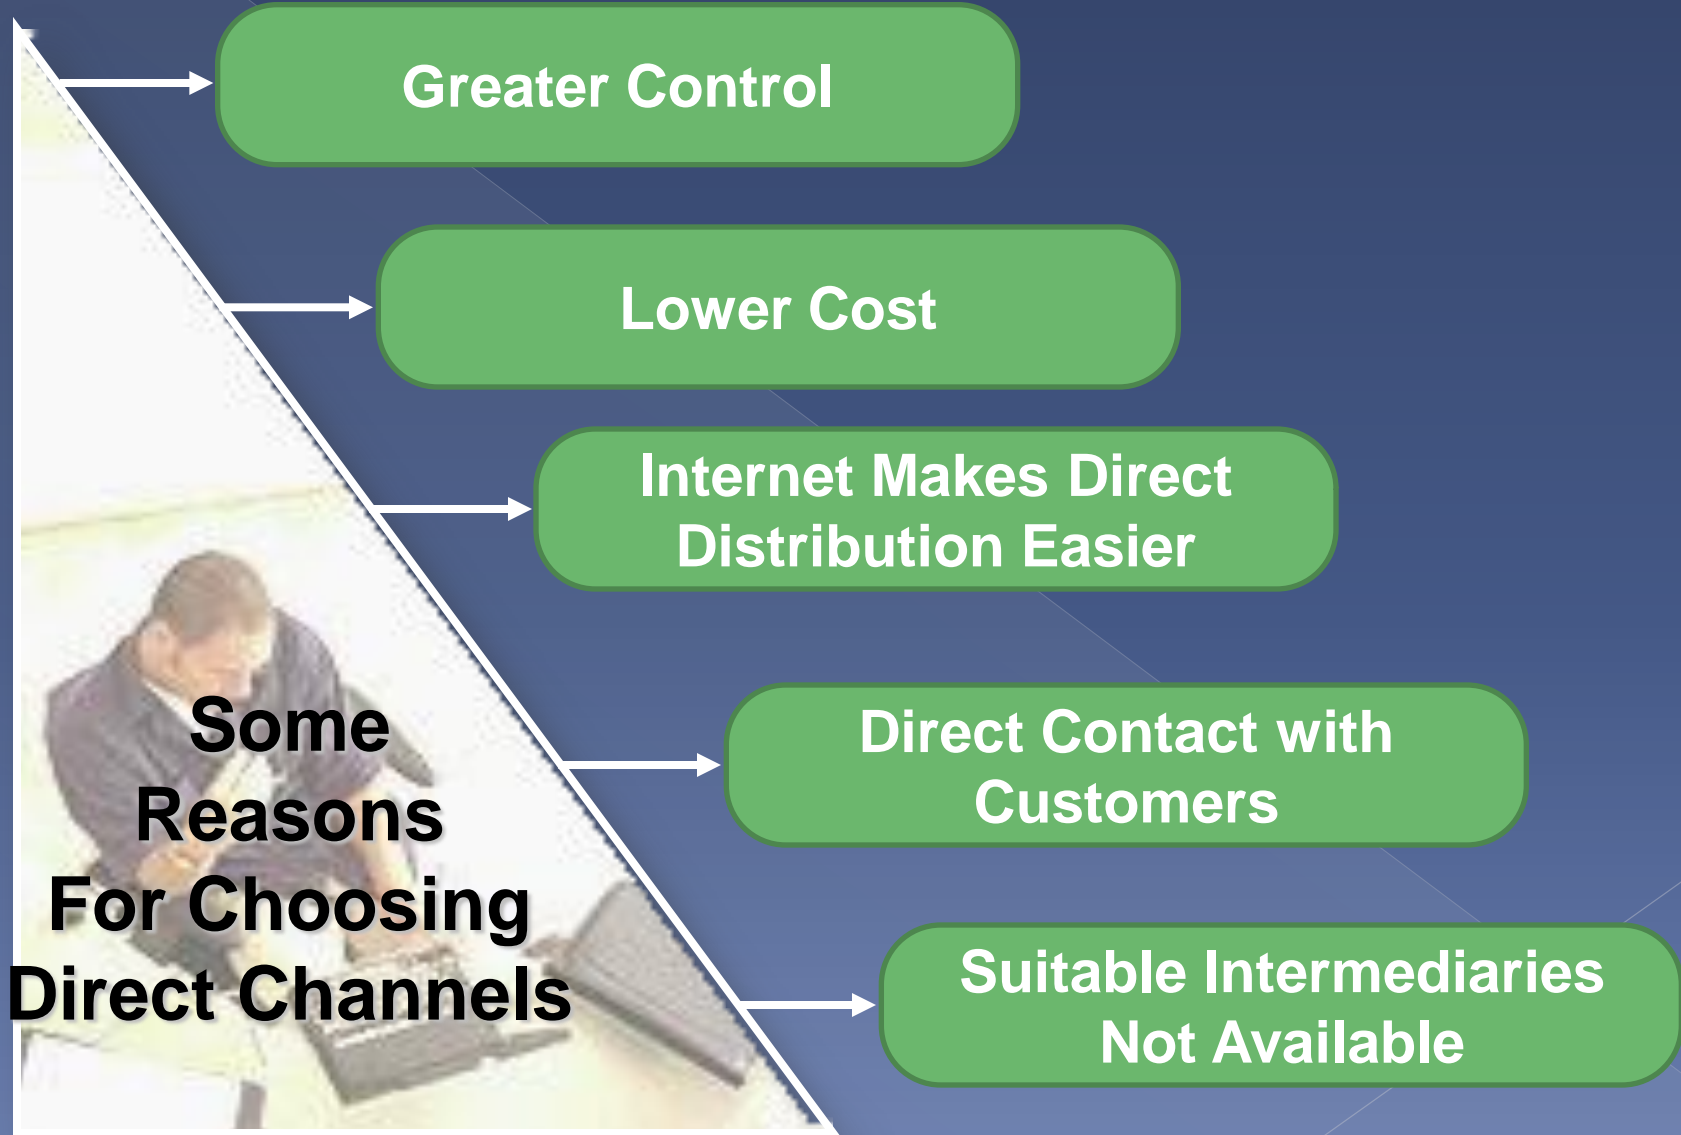 Greater Control
Lower Cost
Internet Makes Direct
Distribution Easier
Direct Contact with
Customers
Suitable Intermediaries
Not Available
Some
Reasons
For Choosing
Direct Channels